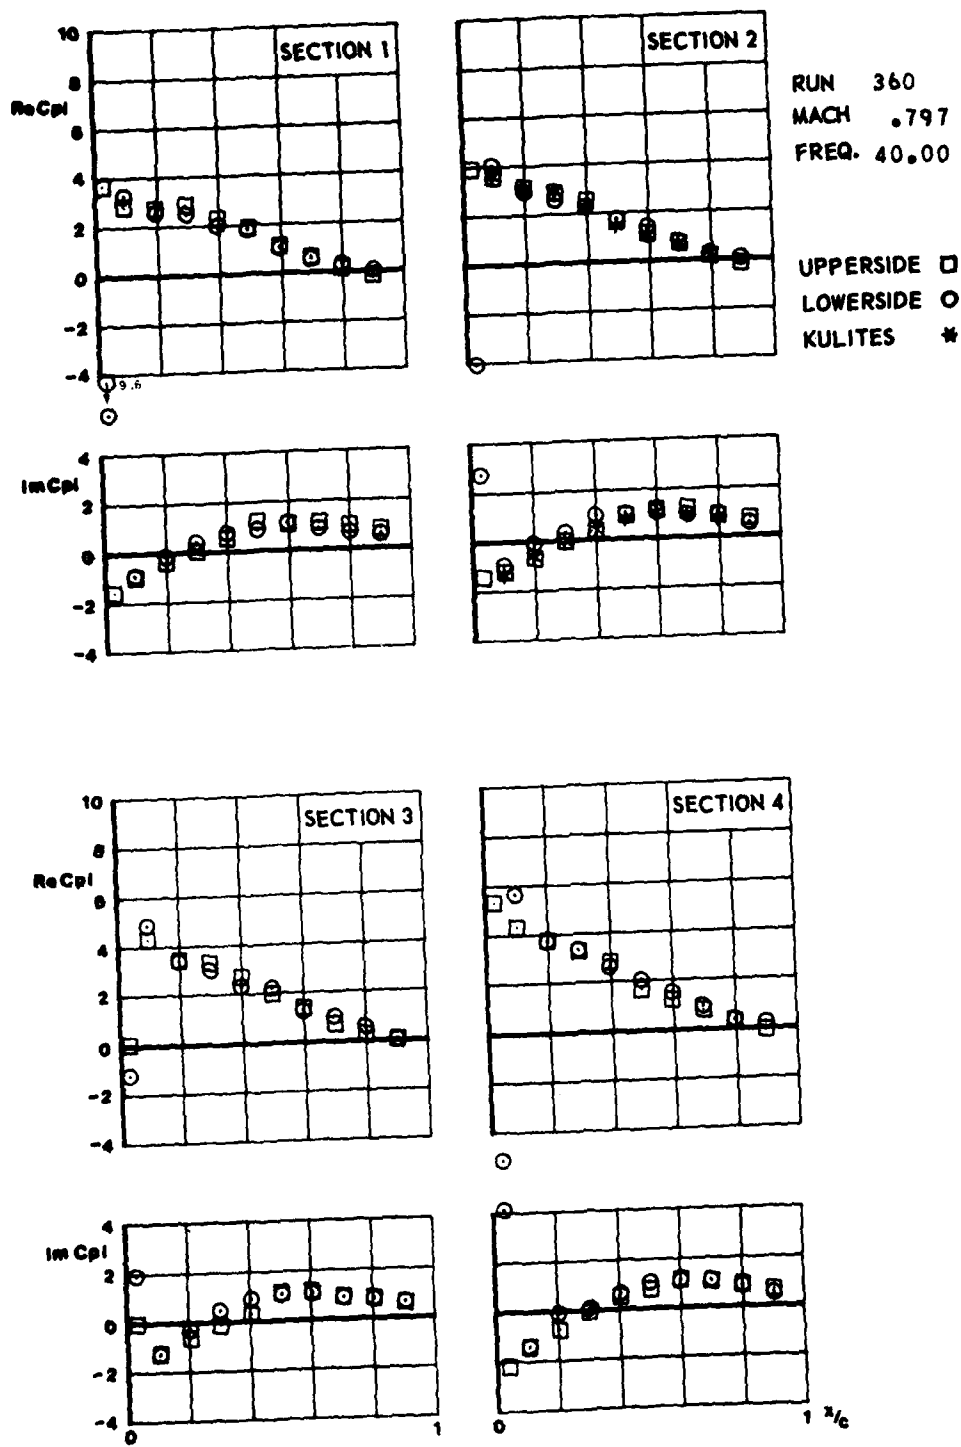 10
8
6
4
2
0
-2
-4
ReCpl
SECTION 1
SECTION 2
RUN 360
MACH .797
FREQ. 40.00
UPPERSIDE
LOWERSIDE
KULITES *
9.6
4
2
0
-2
-4
ImCpl
10
8
6
4
2
0
-2
-4
ReCpl
SECTION 3
SECTION 4
4
2
0
-2
-4
ImCpl
0
1
0
1
x/c